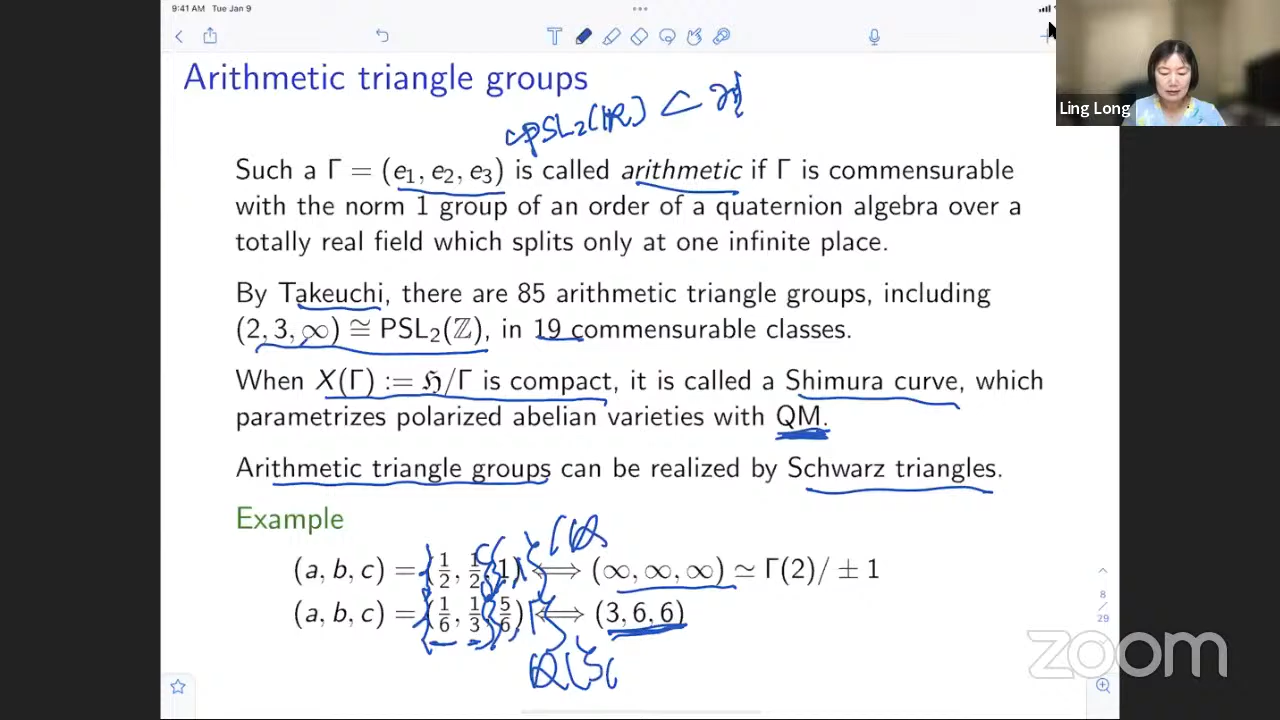 9:41 AM Tue Jan 9
Arithmetic triangle groups
PSL₂(ℝ)
Such a Γ = (e₁, e₂, e₃) is called arithmetic if Γ is commensurable
with the norm 1 group of an order of a quaternion algebra over a
totally real field which splits only at one infinite place.
By Takeuchi, there are 85 arithmetic triangle groups, including
(2, 3, ∞) ≅ PSL₂(ℤ), in 19 commensurable classes.
When X(Γ) := ℌ/Γ is compact, it is called a Shimura curve, which
parametrizes polarized abelian varieties with QM.
Arithmetic triangle groups can be realized by Schwarz triangles.
Example
(a, b, c) = (1/2, 1/2, 1) ⟺ (∞, ∞, ∞) ≃ Γ(2)/ ± 1
(a, b, c) = (1/6, 1/3, 5/6) ⟺ (3, 6, 6)
8
/
29
Ling Long
zoom